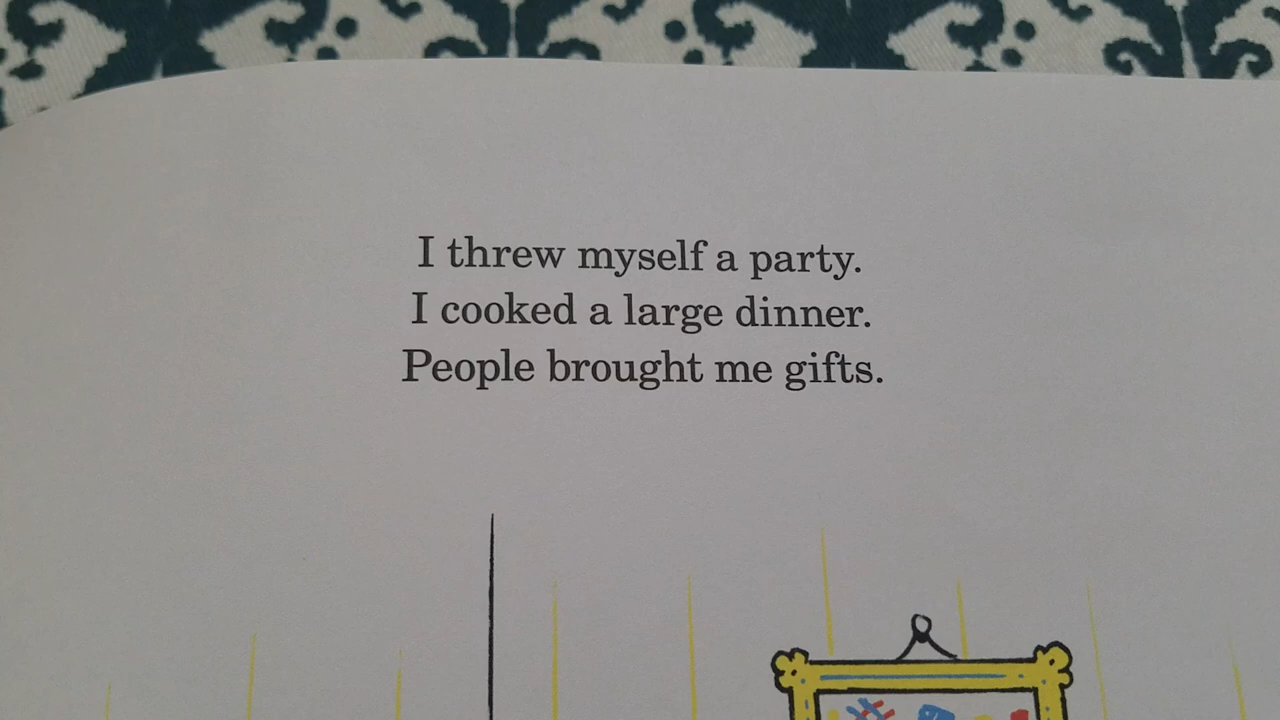 I threw myself a party.
I cooked a large dinner.
People brought me gifts.